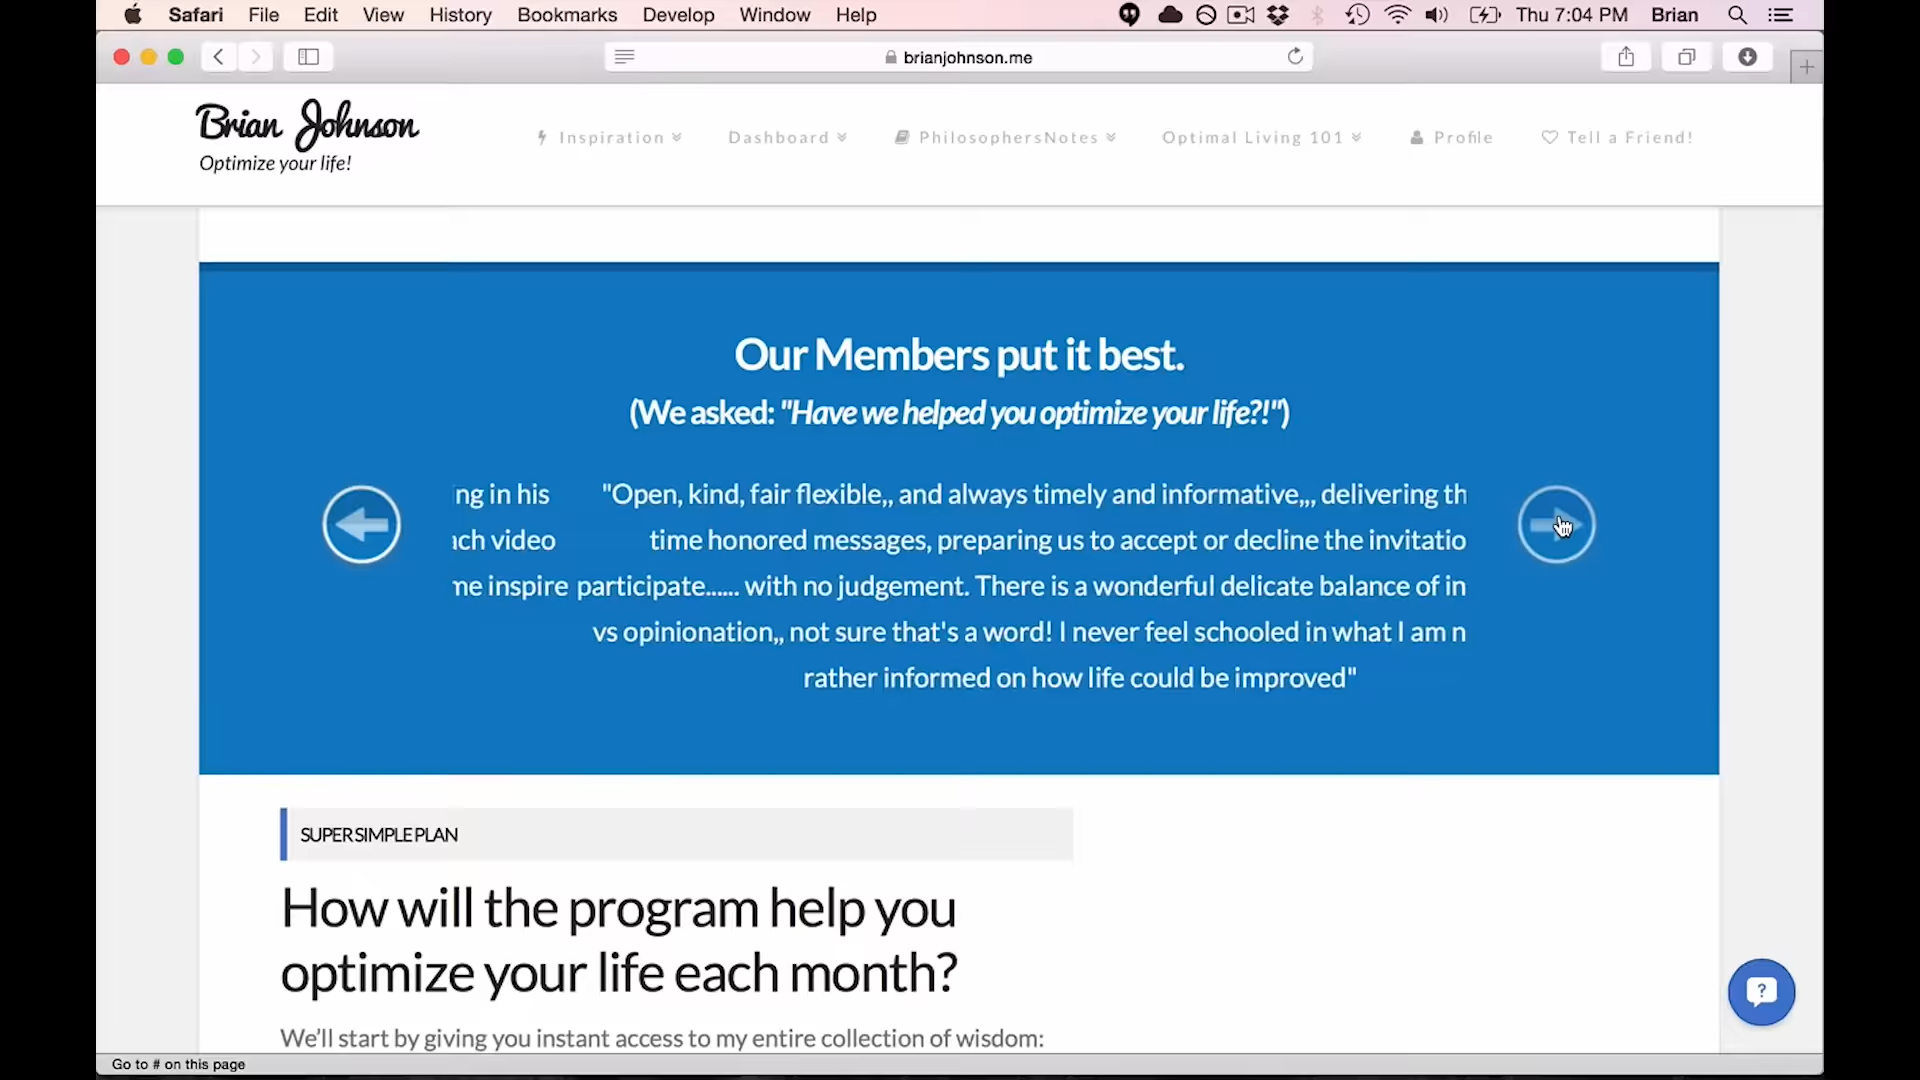 Safari File Edit View History Bookmarks Develop Window Help Thu 7:04 PM Brian
brianjohnson.me
Brian Johnson
Optimize your life!
Inspiration Dashboard PhilosophersNotes Optimal Living 101 Profile Tell a Friend!
Our Members put it best.
(We asked: "Have we helped you optimize your life?!")
ng in his "Open, kind, fair flexible,, and always timely and informative,,, delivering th
ch video time honored messages, preparing us to accept or decline the invitatio
ne inspire participate...... with no judgement. There is a wonderful delicate balance of in
vs opinionation,, not sure that's a word! I never feel schooled in what I am n
rather informed on how life could be improved"
SUPER SIMPLE PLAN
How will the program help you
optimize your life each month?
We'll start by giving you instant access to my entire collection of wisdom:
Go to # on this page